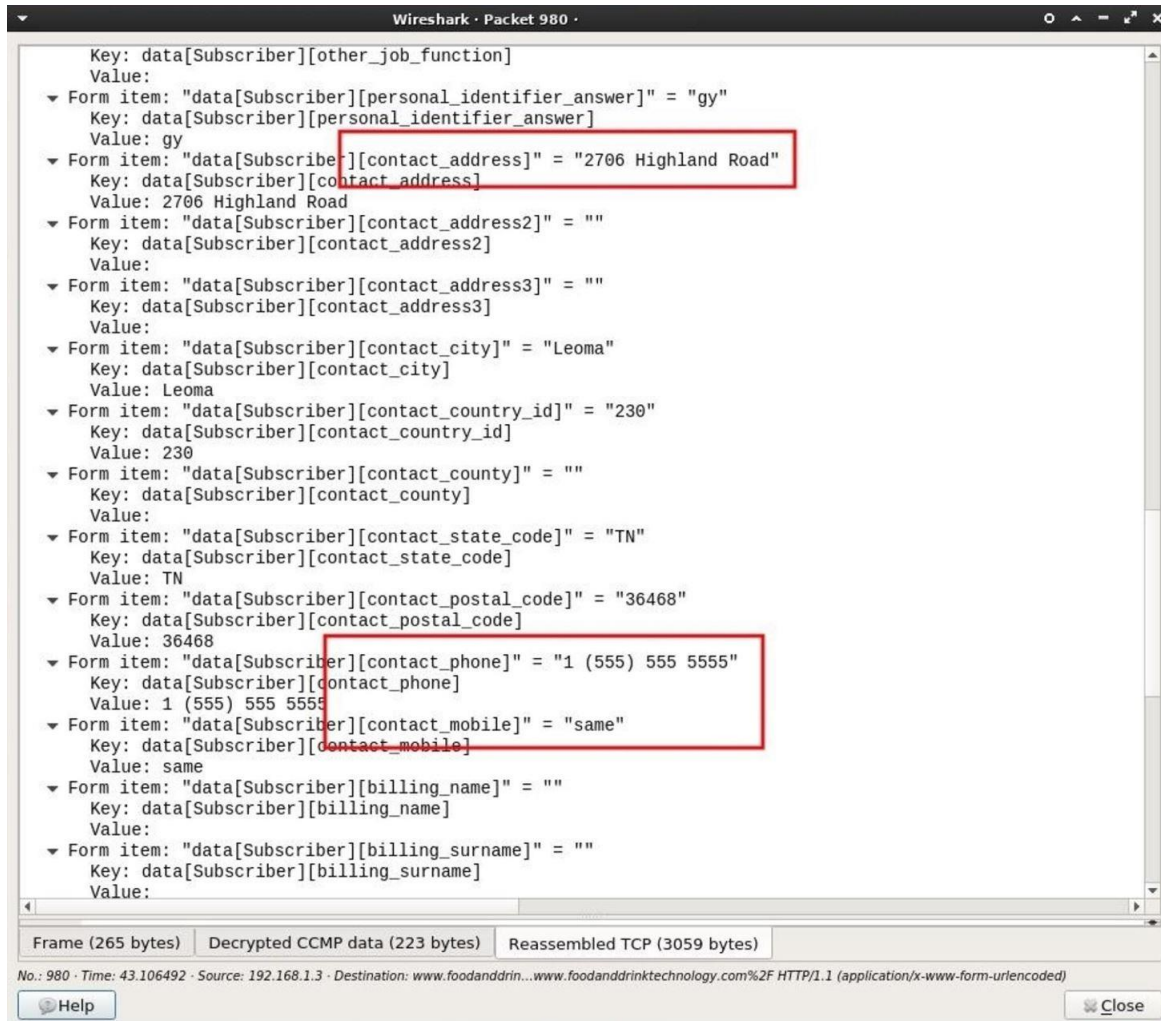 Wireshark · Packet 980 ·
Key: data[Subscriber][other_job_function]
Value:
Form item: "data[Subscriber][personal_identifier_answer]" = "gy"
Key: data[Subscriber][personal_identifier_answer]
Value: gy
Form item: "data[Subscriber][contact_address]" = "2706 Highland Road"
Key: data[Subscriber][contact_address]
Value: 2706 Highland Road
Form item: "data[Subscriber][contact_address2]" = ""
Key: data[Subscriber][contact_address2]
Value:
Form item: "data[Subscriber][contact_address3]" = ""
Key: data[Subscriber][contact_address3]
Value:
Form item: "data[Subscriber][contact_city]" = "Leoma"
Key: data[Subscriber][contact_city]
Value: Leoma
Form item: "data[Subscriber][contact_country_id]" = "230"
Key: data[Subscriber][contact_country_id]
Value: 230
Form item: "data[Subscriber][contact_county]" = ""
Key: data[Subscriber][contact_county]
Value:
Form item: "data[Subscriber][contact_state_code]" = "TN"
Key: data[Subscriber][contact_state_code]
Value: TN
Form item: "data[Subscriber][contact_postal_code]" = "36468"
Key: data[Subscriber][contact_postal_code]
Value: 36468
Form item: "data[Subscriber][contact_phone]" = "1 (555) 555 5555"
Key: data[Subscriber][contact_phone]
Value: 1 (555) 555 5555
Form item: "data[Subscriber][contact_mobile]" = "same"
Key: data[Subscriber][contact_mobile]
Value: same
Form item: "data[Subscriber][billing_name]" = ""
Key: data[Subscriber][billing_name]
Value:
Form item: "data[Subscriber][billing_surname]" = ""
Key: data[Subscriber][billing_surname]
Value:
Frame (265 bytes) Decrypted CCMP data (223 bytes) Reassembled TCP (3059 bytes)
No.: 980 · Time: 43.106492 · Source: 192.168.1.3 · Destination: www.foodanddrin...www.foodanddrinktechnology.com%2F HTTP/1.1 (application/x-www-form-urlencoded)
Help Close